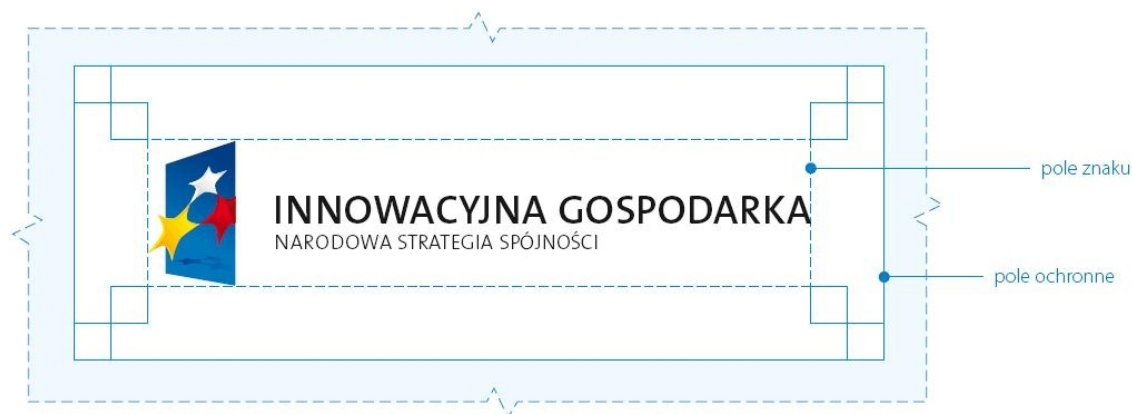 pole znaku
INNOWACYJNA GOSPODARKA
NARODOWA STRATEGIA SPÓJNOŚCI
pole ochronne